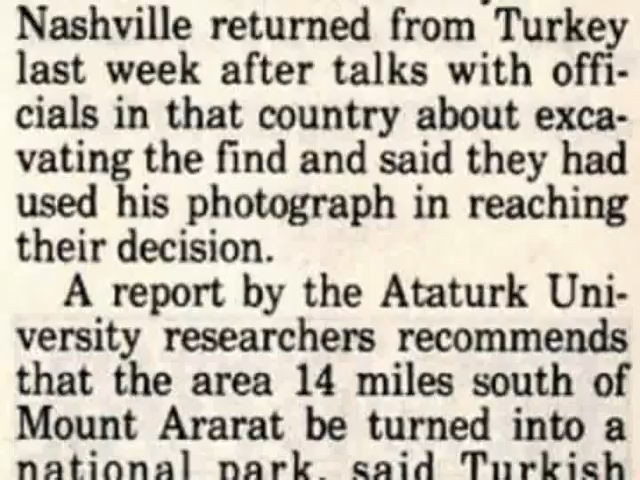 Nashville returned from Turkey
last week after talks with offi-
cials in that country about exca-
vating the find and said they had
used his photograph in reaching
their decision.
A report by the Ataturk Uni-
versity researchers recommends
that the area 14 miles south of
Mount Ararat be turned into a
national park, said Turkish